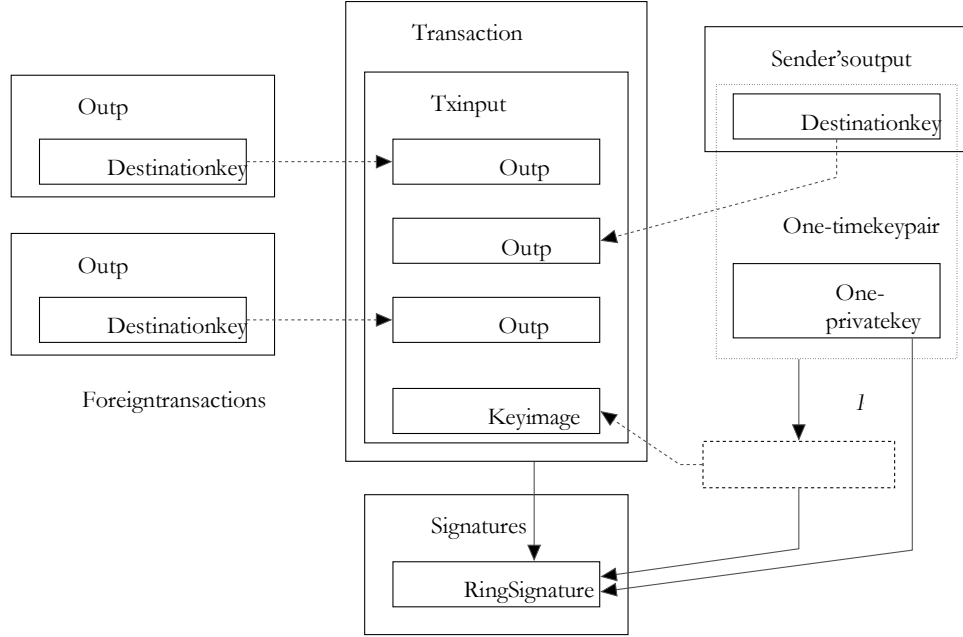 Transaction
Sender’soutput
Outp
Txinput
Destinationkey
Destinationkey
Outp
Outp
One-timekeypair
Outp
One-
privatekey
Destinationkey
Outp
Foreigntransactions
Keyimage
I
Signatures
RingSignature